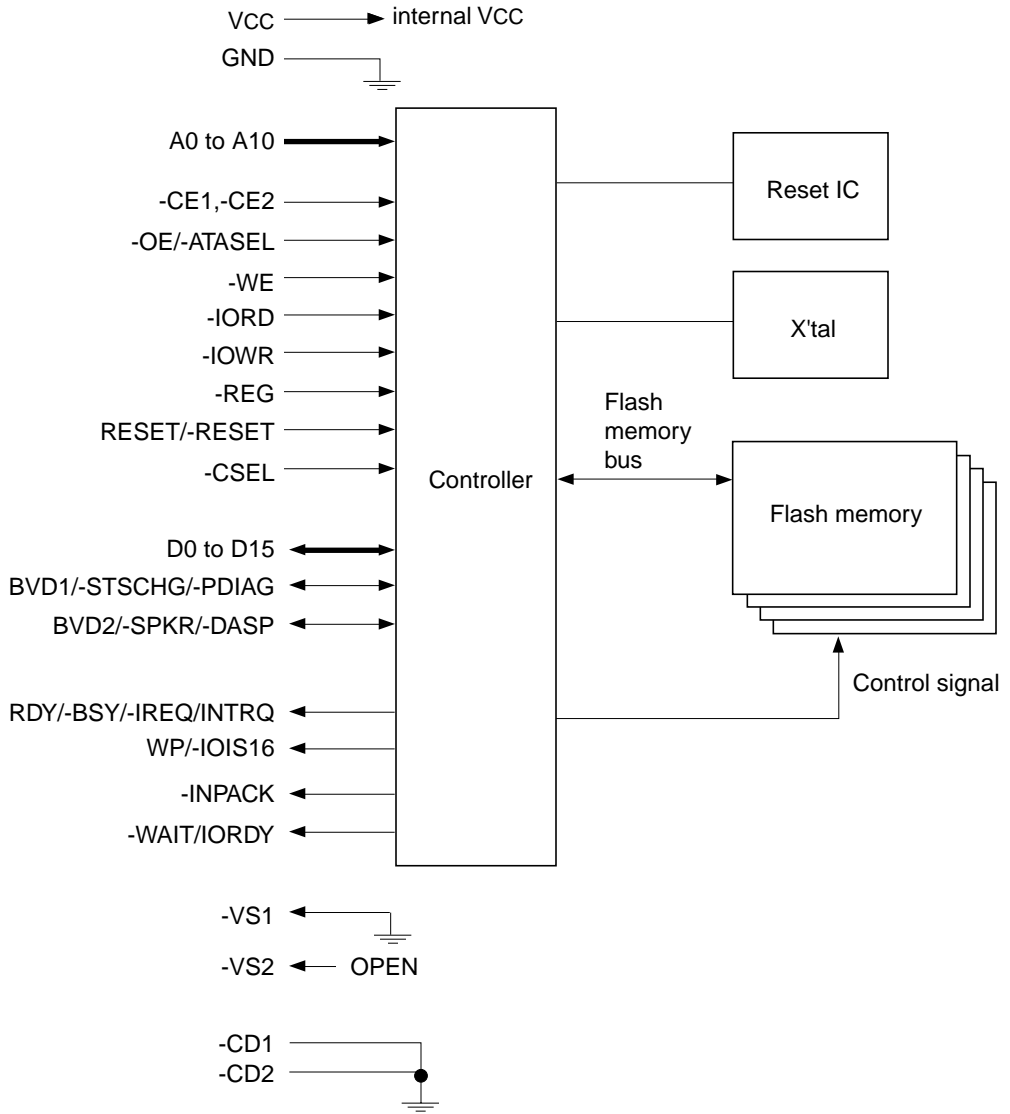 VCC
internal VCC
GND
A0 to A10
-CE1,-CE2
-OE/-ATASEL
-WE
-IORD
-IOWR
-REG
RESET/-RESET
-CSEL
D0 to D15
BVD1/-STSCHG/-PDIAG
BVD2/-SPKR/-DASP
RDY/-BSY/-IREQ/INTRQ
WP/-IOIS16
-INPACK
-WAIT/IORDY
-VS1
-VS2
OPEN
-CD1
-CD2
Controller
Reset IC
X'tal
Flash
memory
bus
Flash memory
Control signal